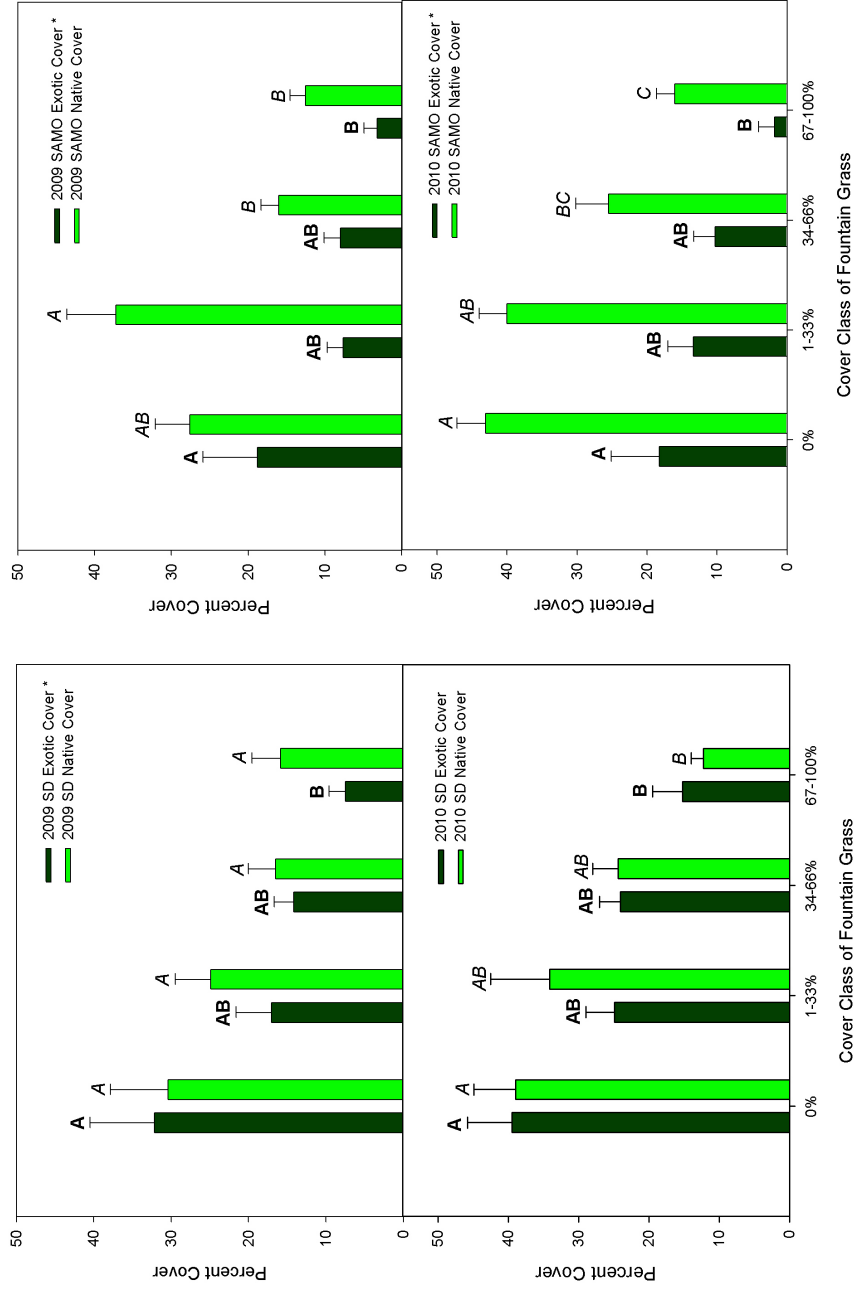 2009 SD Exotic Cover *
2009 SD Native Cover
Percent Cover
50
40
30
20
10
0
A
A
AB
A
AB
A
B
A
2010 SD Exotic Cover
2010 SD Native Cover
Percent Cover
50
40
30
20
10
0
A
A
AB
AB
AB
AB
B
B
0%
1-33%
34-66%
67-100%
Cover Class of Fountain Grass
2009 SAMO Exotic Cover *
2009 SAMO Native Cover
Percent Cover
50
40
30
20
10
0
A
AB
AB
A
AB
B
B
B
2010 SAMO Exotic Cover *
2010 SAMO Native Cover
Percent Cover
50
40
30
20
10
0
A
A
AB
AB
AB
BC
B
C
0%
1-33%
34-66%
67-100%
Cover Class of Fountain Grass